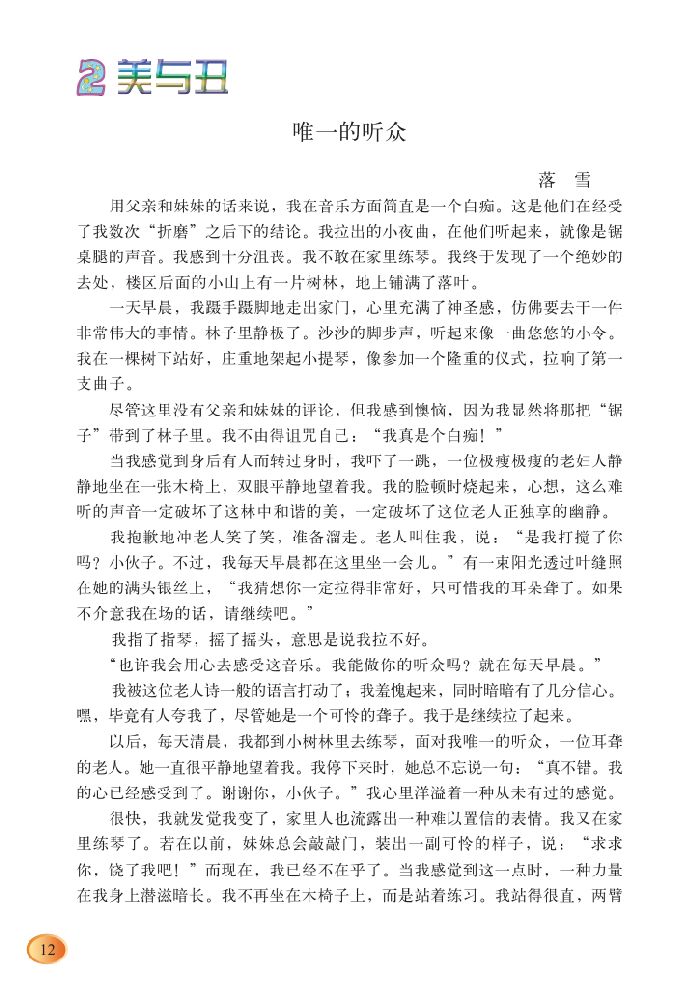 2 美与丑
唯一的听众
落 雪
用父亲和妹妹的话来说，我在音乐方面简直是一个白痴。这是他们在经受
了我数次“折磨”之后下的结论。我拉出的小夜曲，在他们听起来，就像是锯
桌腿的声音。我感到十分沮丧。我不敢在家里练琴。我终于发现了一个绝妙的
去处，楼区后面的小山上有一片树林，地上铺满了落叶。
一天早晨，我蹑手蹑脚地走出家门，心里充满了神圣感，仿佛要去干一件
非常伟大的事情。林子里静极了。沙沙的脚步声，听起来像一曲悠悠的小令。
我在一棵树下站好，庄重地架起小提琴，像参加一个隆重的仪式，拉响了第一
支曲子。
尽管这里没有父亲和妹妹的评论，但我感到懊恼，因为我显然将那把“锯
子”带到了林子里。我不由得诅咒自己：“我真是个白痴！”
当我感觉到身后有人而转过身时，我吓了一跳，一位极瘦极瘦的老妇人静
静地坐在一张木椅上，双眼平静地望着我。我的脸顿时烧起来，心想，这么难
听的声音一定破坏了这林中和谐的美，一定破坏了这位老人正独享的幽静。
我抱歉地冲老人笑了笑，准备溜走。老人叫住我，说：“是我打搅了你
吗？小伙子。不过，我每天早晨都在这里坐一会儿。”有一束阳光透过叶缝照
在她的满头银丝上，“我猜想你一定拉得非常好，只可惜我的耳朵聋了。如果
不介意我在场的话，请继续吧。”
我指了指琴，摇了摇头，意思是说我拉不好。
“也许我会用心去感受这音乐。我能做你的听众吗？就在每天早晨。”
我被这位老人诗一般的语言打动了；我羞愧起来，同时暗暗有了几分信心。
嘿，毕竟有人夸我了，尽管她是一个可怜的聋子。我于是继续拉了起来。
以后，每天清晨，我都到小树林里去练琴，面对我唯一的听众，一位耳聋
的老人。她一直很平静地望着我。我停下来时，她总不忘说一句：“真不错。我
的心已经感受到了。谢谢你，小伙子。”我心里洋溢着一种从未有过的感觉。
很快，我就发觉我变了，家里人也流露出一种难以置信的表情。我又在家
里练琴了。若在以前，妹妹总会敲敲门，装出一副可怜的样子，说：“求求
你，饶了我吧！”而现在，我已经不在乎了。当我感觉到这一点时，一种力量
在我身上潜滋暗长。我不再坐在木椅子上，而是站着练习。我站得很直，两臂
12